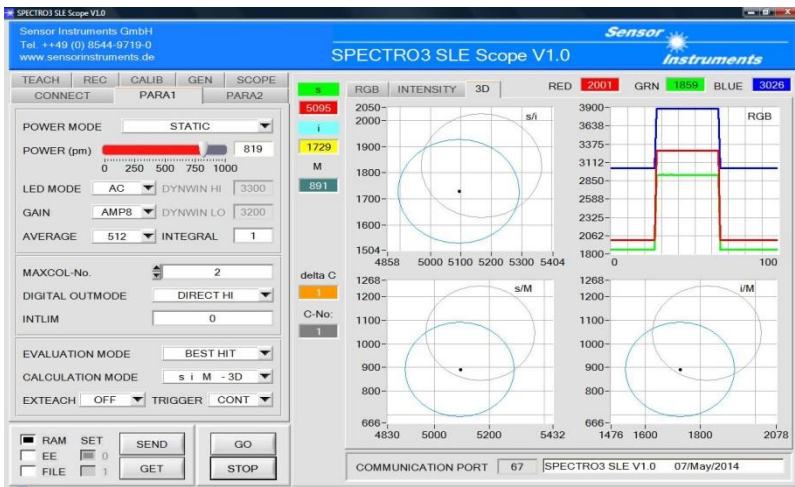 SPECTRO3 SLE Scope V1.0
Sensor Instruments GmbH
Tel. ++49 (0) 8544-9719-0
www.sensorinstruments.de
SPECTRO3 SLE Scope V1.0
Sensor
Instruments
TEACH REC CALIB GEN SCOPE
CONNECT PARA1 PARA2
POWER MODE STATIC
POWER (pm) 819
0 250 500 750 1000
LED MODE AC DYNWIN HI 3300
GAIN AMP8 DYNWIN LO 3200
AVERAGE 512 INTEGRAL 1
MAXCOL-No. 2
DIGITAL OUTMODE DIRECT HI
INTLIM 0
EVALUATION MODE BEST HIT
CALCULATION MODE s i M - 3D
EXTEACH OFF TRIGGER CONT
RAM SET
EE 0
FILE 1
SEND GO
GET STOP
s
5095
i
1729
M
891
delta C
1
C-No:
1
RGB INTENSITY 3D RED 2001 GRN 1859 BLUE 3026
s/i
2050
2000
1900
1800
1700
1600
1504
4858 5000 5100 5200 5300 5404
RGB
3900
3638
3375
3112
2850
2588
2325
2062
1800
0 100
s/M
1268
1200
1100
1000
900
800
666
4830 5000 5200 5432
i/M
1268
1200
1100
1000
900
800
666
1476 1600 1800 2078
COMMUNICATION PORT 67 SPECTRO3 SLE V1.0 07/May/2014